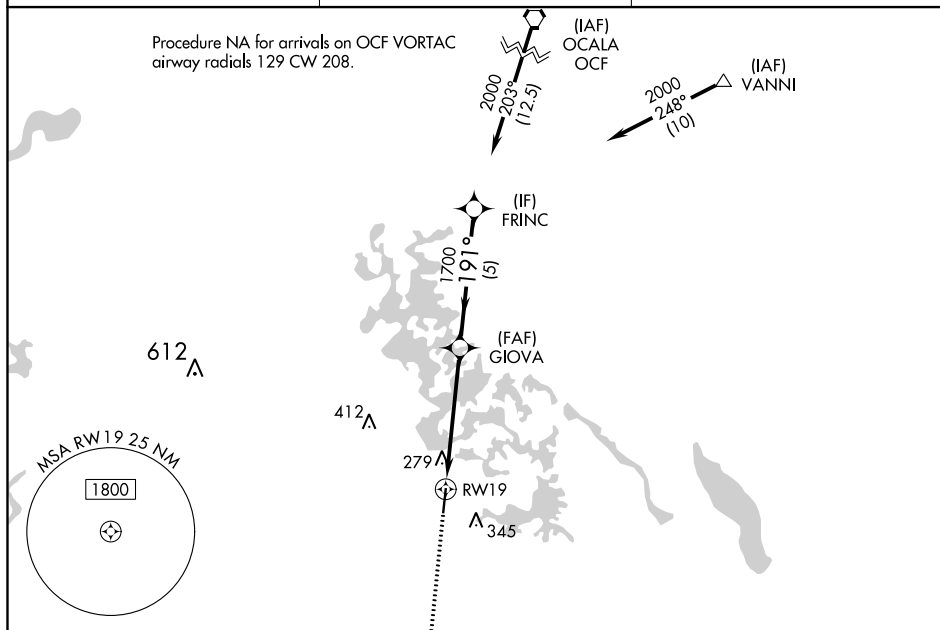 Procedure NA for arrivals on OCF VORTAC
airway radials 129 CW 208.
(IAF)
OCALA
OCF
2000
203°
(12.5)
(IAF)
VANNI
2000
248°
(10)
(IF)
FRINC
1700
191°
(5)
(FAF)
GIOVA
612
412
279
RW19
345
MSA RW19 25 NM
1800